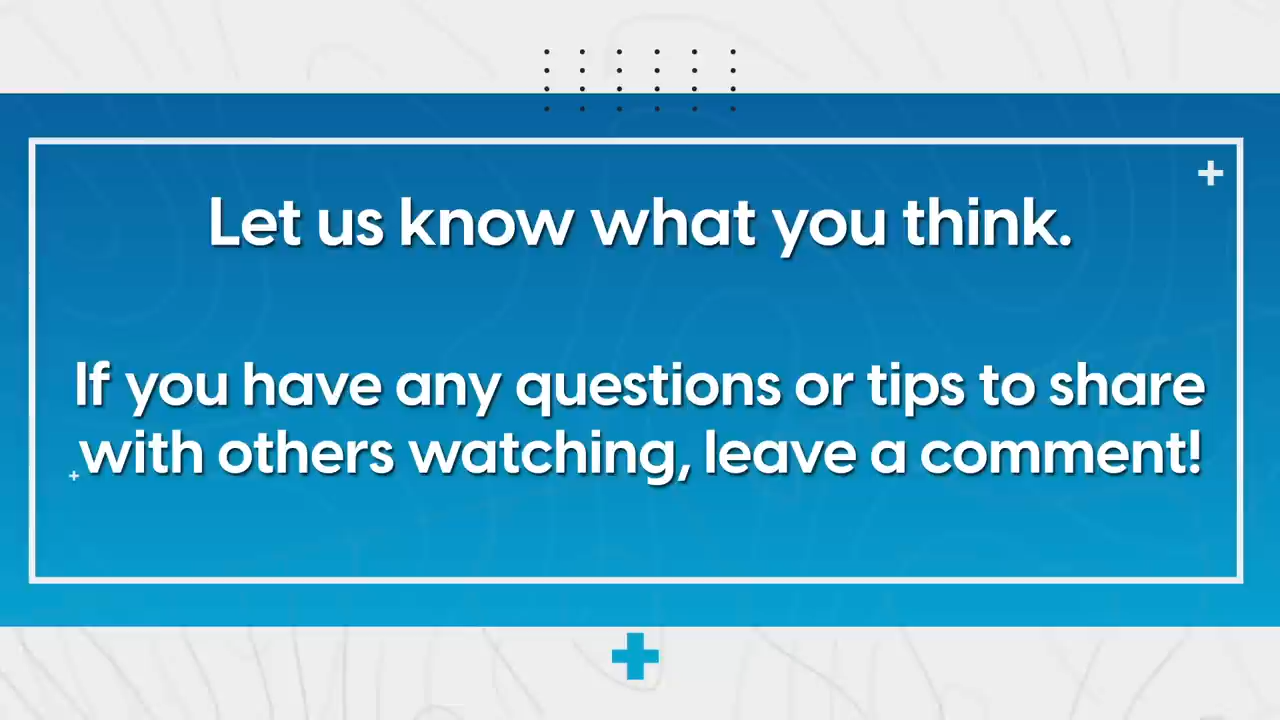 Let us know what you think.
If you have any questions or tips to share
with others watching, leave a comment!